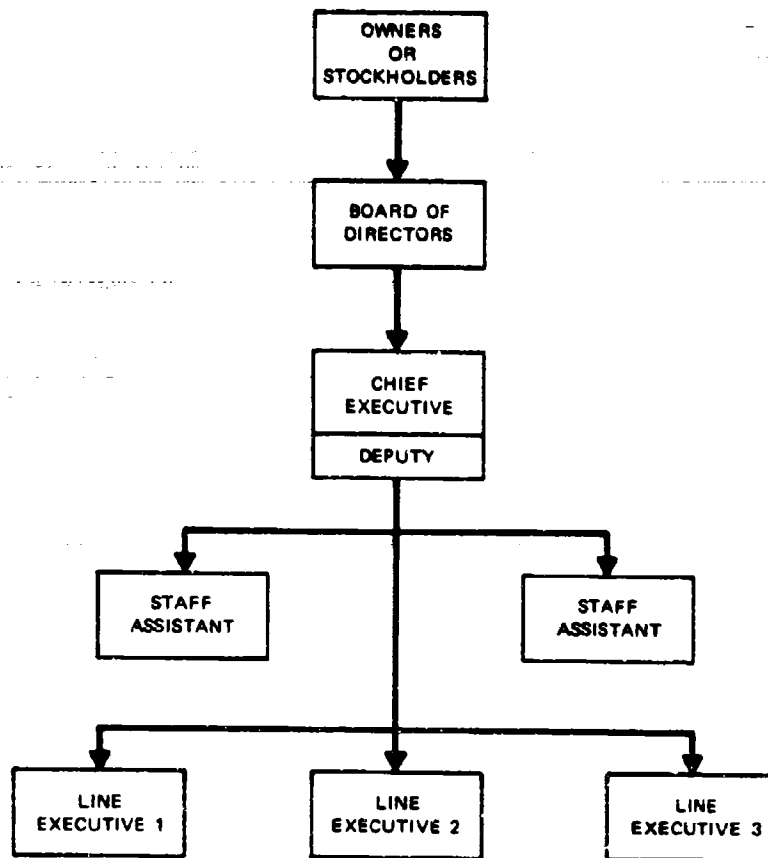 OWNERS
OR
STOCKHOLDERS
BOARD OF
DIRECTORS
CHIEF
EXECUTIVE
DEPUTY
STAFF
ASSISTANT
STAFF
ASSISTANT
LINE
EXECUTIVE 1
LINE
EXECUTIVE 2
LINE
EXECUTIVE 3